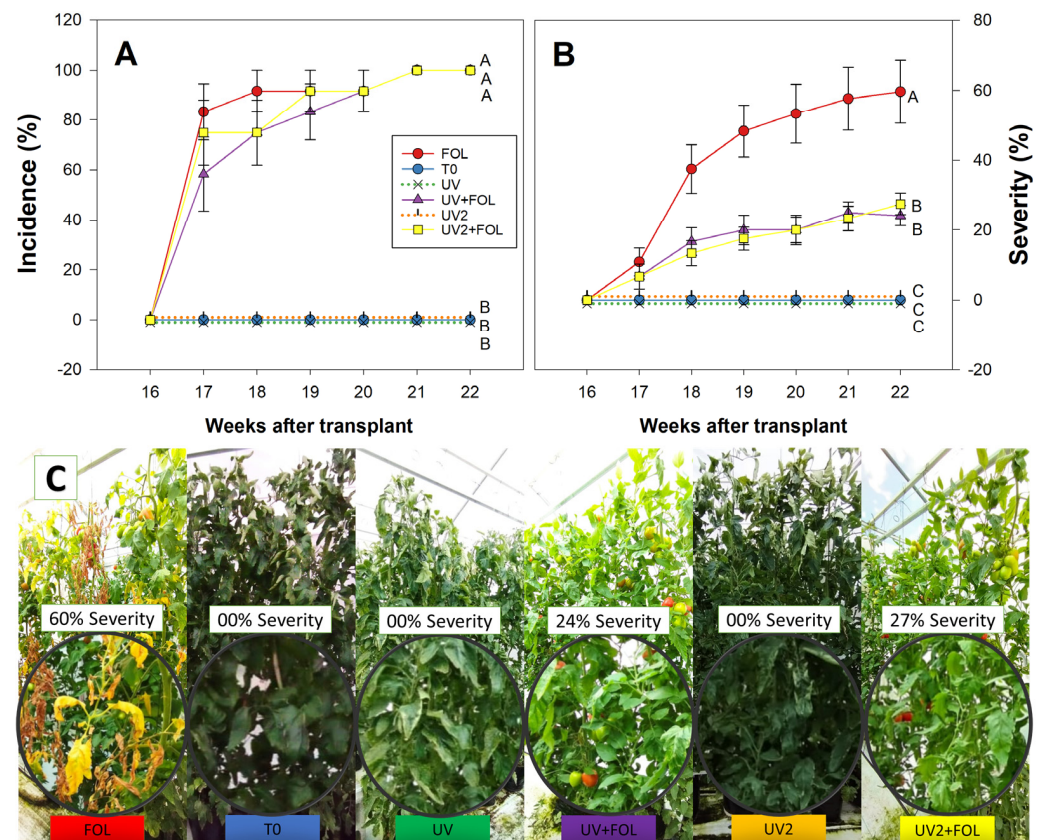 A
120
100
80
60
40
20
0
-20
Incidence (%)
16 17 18 19 20 21 22
Weeks after transplant
A
A
A
B
B
B
FOL
T0
UV
UV+FOL
UV2
UV2+FOL
B
80
60
40
20
0
-20
Severity (%)
16 17 18 19 20 21 22
Weeks after transplant
A
B
B
C
C
C
C
60% Severity 00% Severity 00% Severity 24% Severity 00% Severity 27% Severity
FOL T0 UV UV+FOL UV2 UV2+FOL